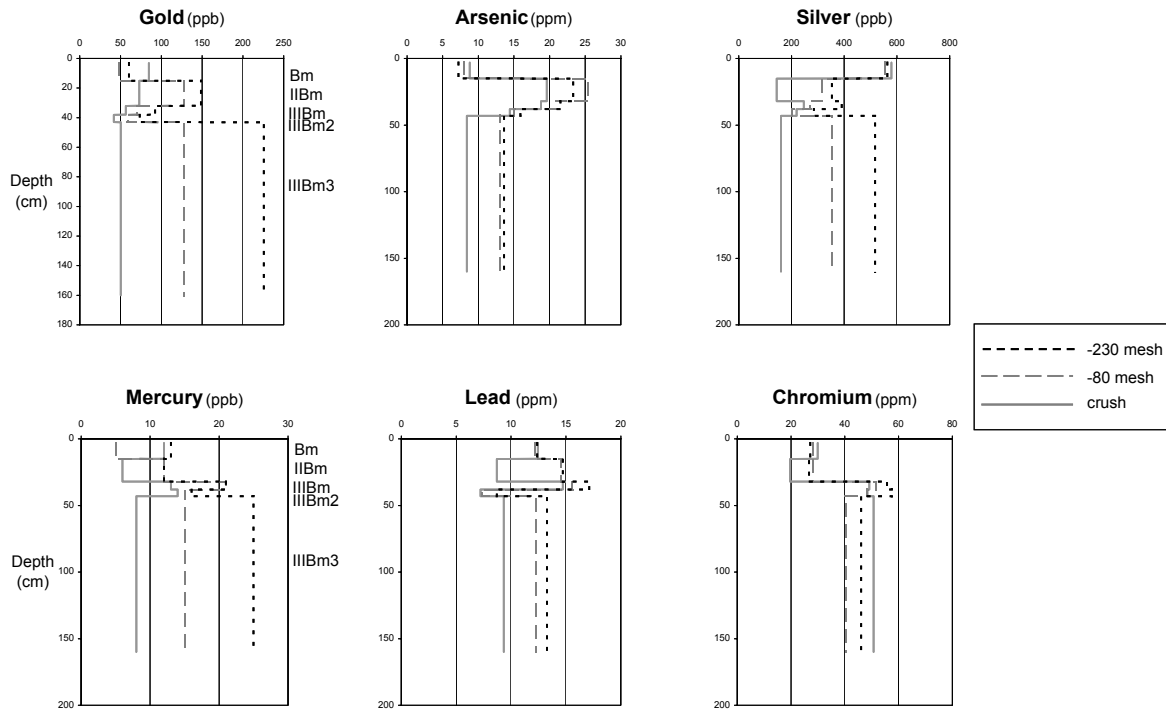 Gold (ppb)
0 50 100 150 200 250
0
20
40
60
80
100
120
140
160
180
Depth
(cm)
Bm
IIBm
IIIBm
IIIBm2
IIIBm3
Arsenic (ppm)
0 5 10 15 20 25 30
0
50
100
150
200
Silver (ppb)
0 200 400 600 800
0
50
100
150
200
-230 mesh
-80 mesh
crush
Mercury (ppb)
0 10 20 30
0
50
100
150
200
Depth
(cm)
Bm
IIBm
IIIBm
IIIBm2
IIIBm3
Lead (ppm)
0 5 10 15 20
0
50
100
150
200
Chromium (ppm)
0 20 40 60 80
0
50
100
150
200